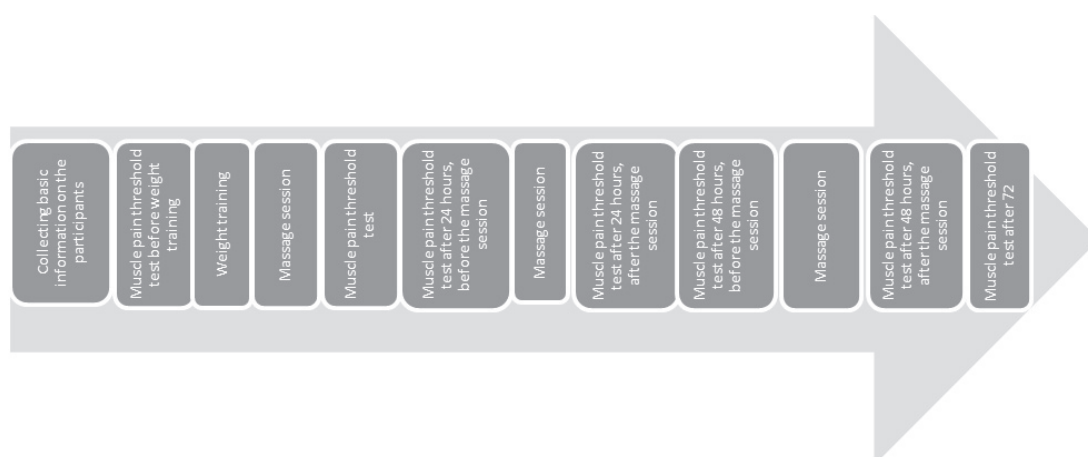 Collecting basic
information on the
participants
Muscle pain threshold
test before weight
training
Weight training
Massage session
Muscle pain threshold
test
Muscle pain threshold
test after 24 hours,
before the massage
session
Massage session
Muscle pain threshold
test after 24 hours,
after the massage
session
Muscle pain threshold
test after 48 hours,
before the massage
session
Massage session
Muscle pain threshold
test after 48 hours,
after the massage
session
Muscle pain threshold
test after 72